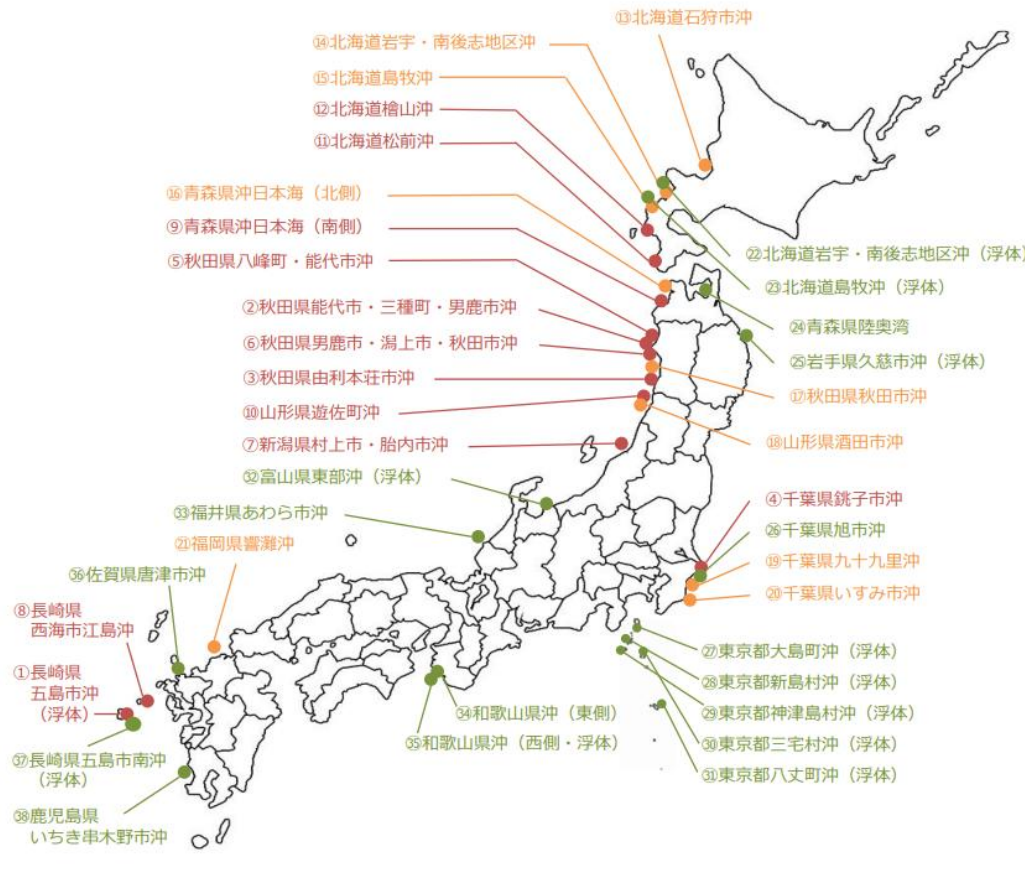 ⑬北海道石狩市沖
⑭北海道岩宇・南後志地区沖
⑮北海道島牧沖
⑫北海道檜山沖
⑪北海道松前沖
⑯青森県沖日本海（北側）
⑨青森県沖日本海（南側）
⑤秋田県八峰町・能代市沖
②秋田県能代市・三種町・男鹿市沖
⑥秋田県男鹿市・潟上市・秋田市沖
③秋田県由利本荘市沖
⑩山形県遊佐町沖
⑦新潟県村上市・胎内市沖
㉜富山県東部沖（浮体）
㉝福井県あわら市沖
㉑福岡県響灘沖
㊱佐賀県唐津市沖
⑧長崎県
西海市江島沖
①長崎県
五島市沖
（浮体）
㊲長崎県五島市南沖
（浮体）
㊳鹿児島県
いちき串木野市沖
㉒北海道岩宇・南後志地区沖（浮体）
㉓北海道島牧沖（浮体）
㉔青森県陸奥湾
㉕岩手県久慈市沖（浮体）
⑰秋田県秋田市沖
⑱山形県酒田市沖
④千葉県銚子市沖
㉖千葉県旭市沖
⑲千葉県九十九里沖
⑳千葉県いすみ市沖
㉗東京都大島町沖（浮体）
㉘東京都新島村沖（浮体）
㉙東京都神津島村沖（浮体）
㉚東京都三宅村沖（浮体）
㉛東京都八丈町沖（浮体）
㉞和歌山県沖（東側）
㉟和歌山県沖（西側・浮体）